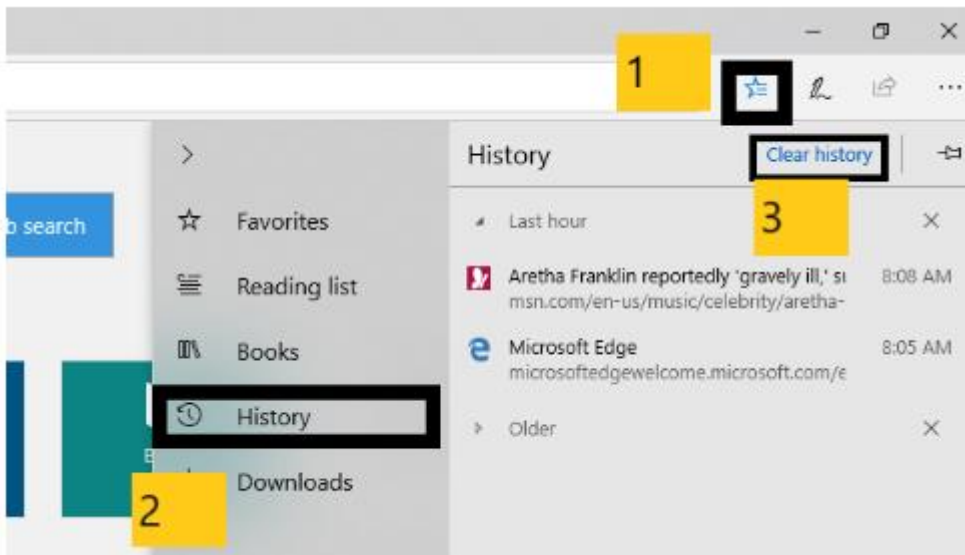 1
History
Clear history
3
b search
Favorites
Reading list
Books
History
Downloads
2
Last hour
Aretha Franklin reportedly 'gravely ill,'
8:08 AM
msn.com/en-us/music/celebrity/aretha-
Microsoft Edge
8:05 AM
microsoftedgewelcome.microsoft.com/e
Older